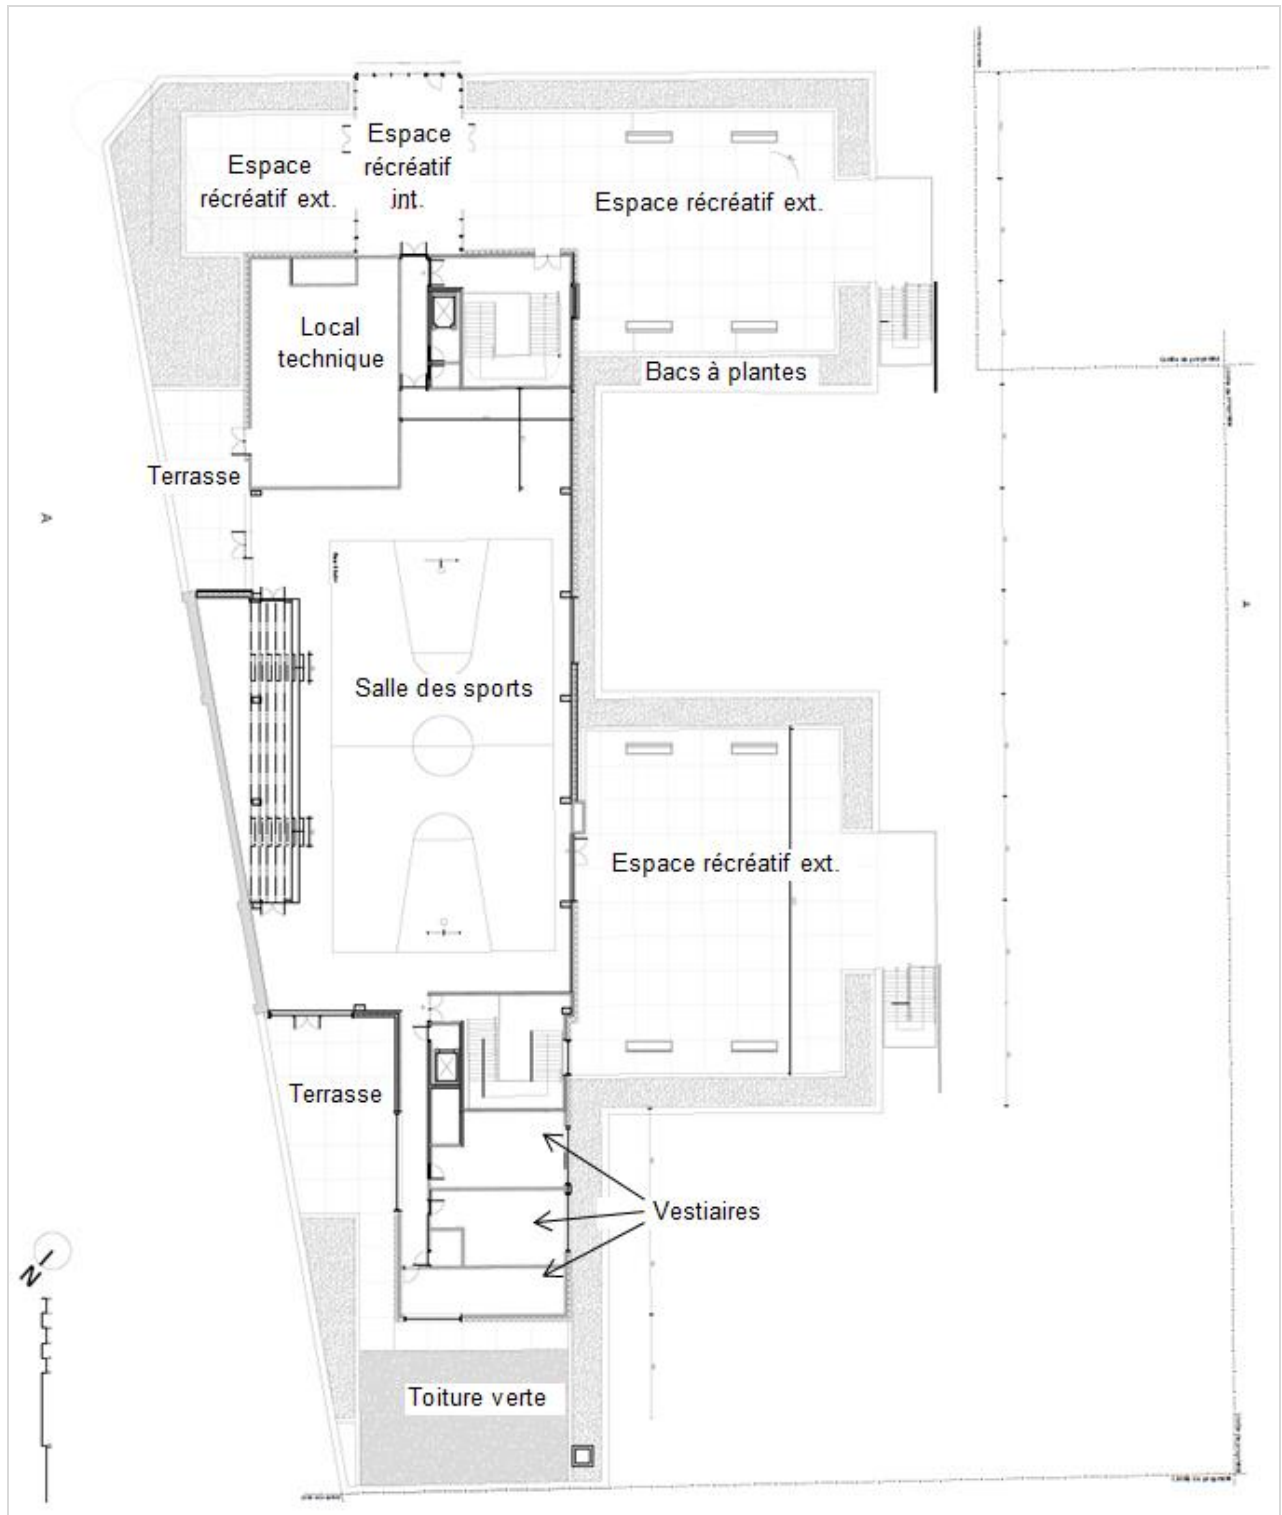 Espace
récréatif
int.
Espace
récréatif ext.
Espace récréatif ext.
Local
technique
Bacs à plantes
Terrasse
A
A
Salle des sports
Espace récréatif ext.
Terrasse
Vestiaires
N
Toiture verte